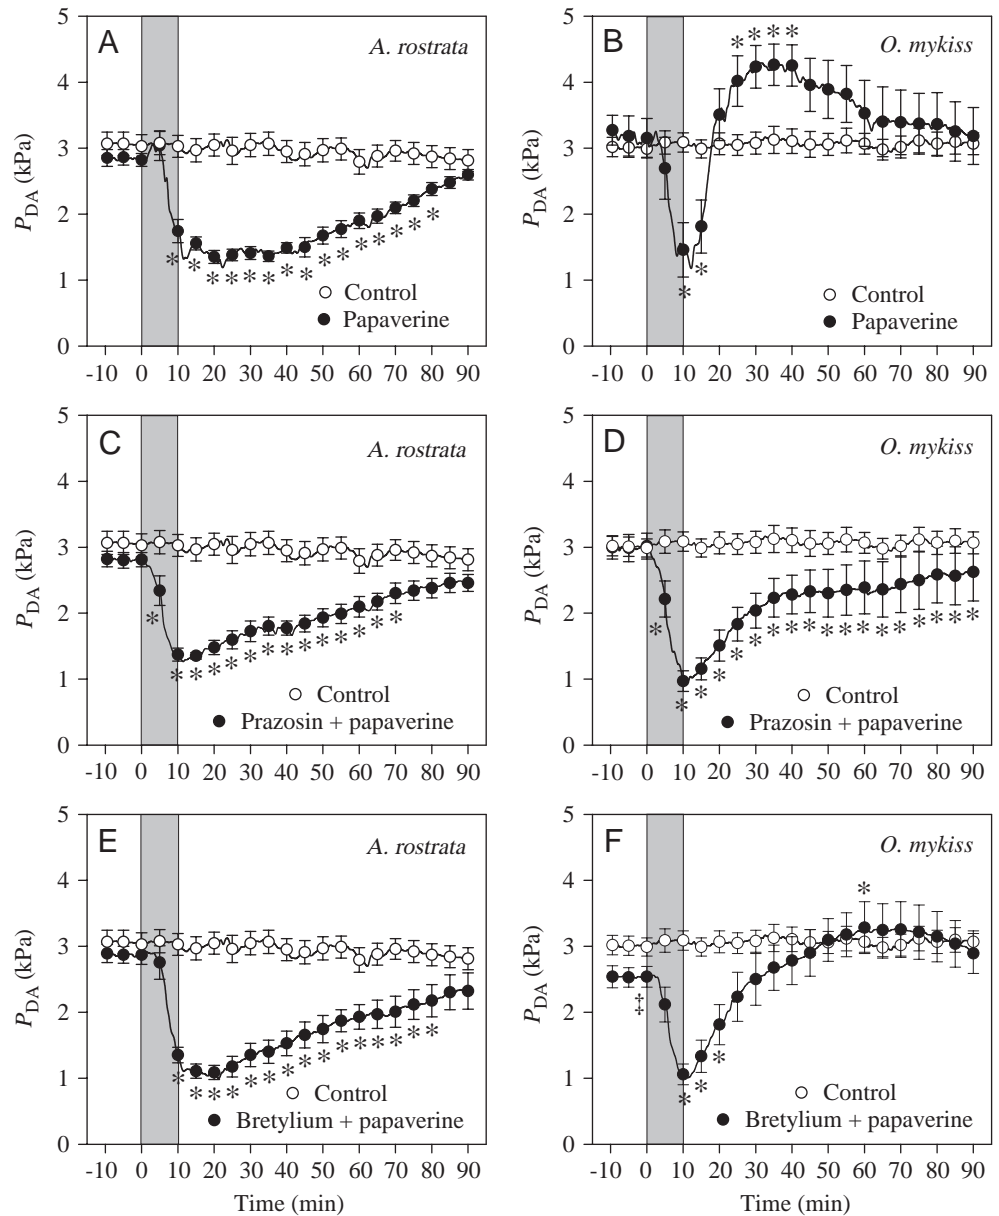 A
A. rostrata
5
4
3
2
1
0
P_DA (kPa)
Control
Papaverine
-10 0 10 20 30 40 50 60 70 80 90
B
O. mykiss
5
4
3
2
1
0
P_DA (kPa)
Control
Papaverine
-10 0 10 20 30 40 50 60 70 80 90
C
A. rostrata
5
4
3
2
1
0
P_DA (kPa)
Control
Prazosin + papaverine
-10 0 10 20 30 40 50 60 70 80 90
D
O. mykiss
5
4
3
2
1
0
P_DA (kPa)
Control
Prazosin + papaverine
-10 0 10 20 30 40 50 60 70 80 90
E
A. rostrata
5
4
3
2
1
0
P_DA (kPa)
Control
Bretylium + papaverine
-10 0 10 20 30 40 50 60 70 80 90
Time (min)
F
O. mykiss
5
4
3
2
1
0
P_DA (kPa)
‡
Control
Bretylium + papaverine
-10 0 10 20 30 40 50 60 70 80 90
Time (min)